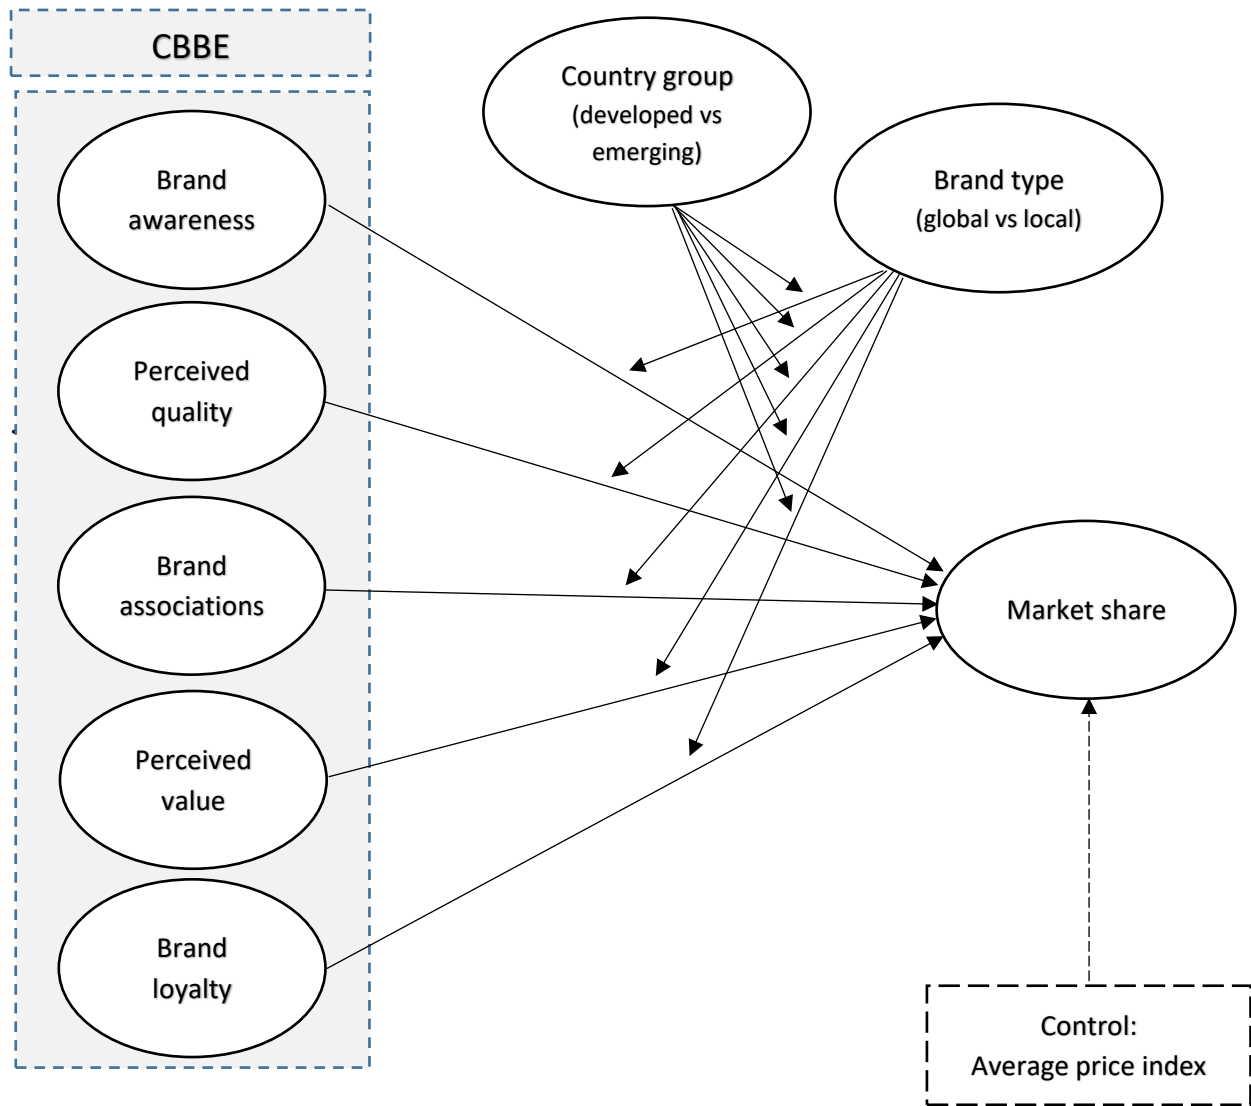 CBBE
Brand
awareness
Perceived
quality
Brand
associations
Perceived
value
Brand
loyalty
Country group
(developed vs
emerging)
Brand type
(global vs local)
Market share
Control:
Average price index